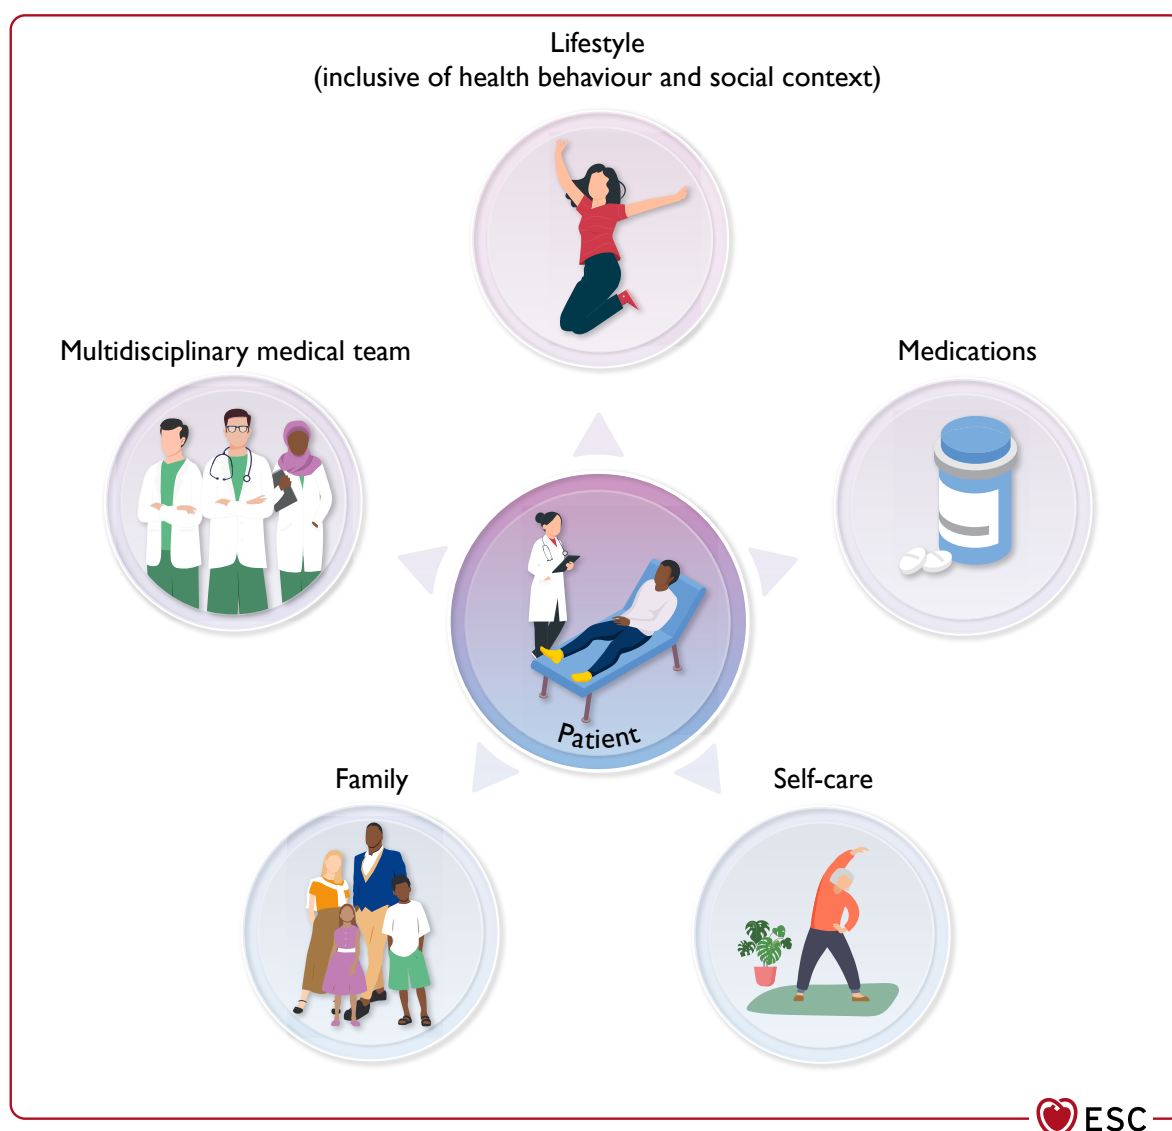 Lifestyle
(inclusive of health behaviour and social context)
Multidisciplinary medical team
Medications
Patient
Family
Self-care
ESC